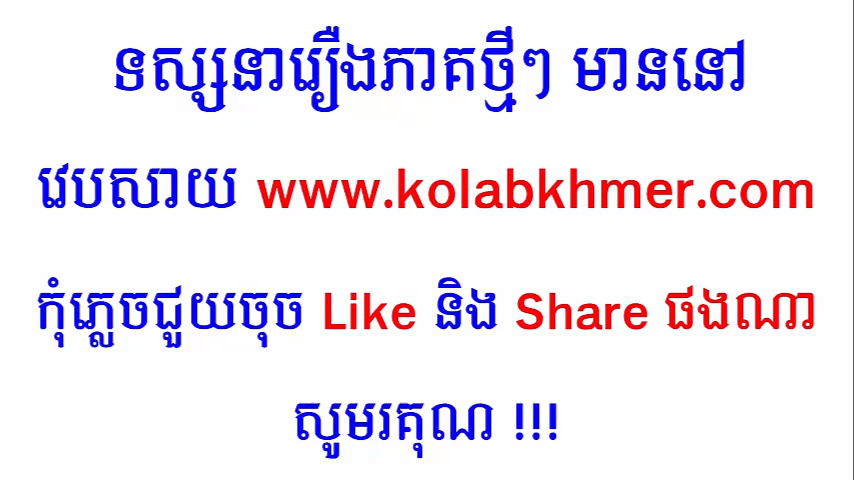 ទស្សនារឿងភាគថ្មីៗ មាននៅ
វេបសាយ www.kolabkhmer.com
កុំភ្លេចជួយចុច Like និង Share ផងណា
សូមរគុណ !!!